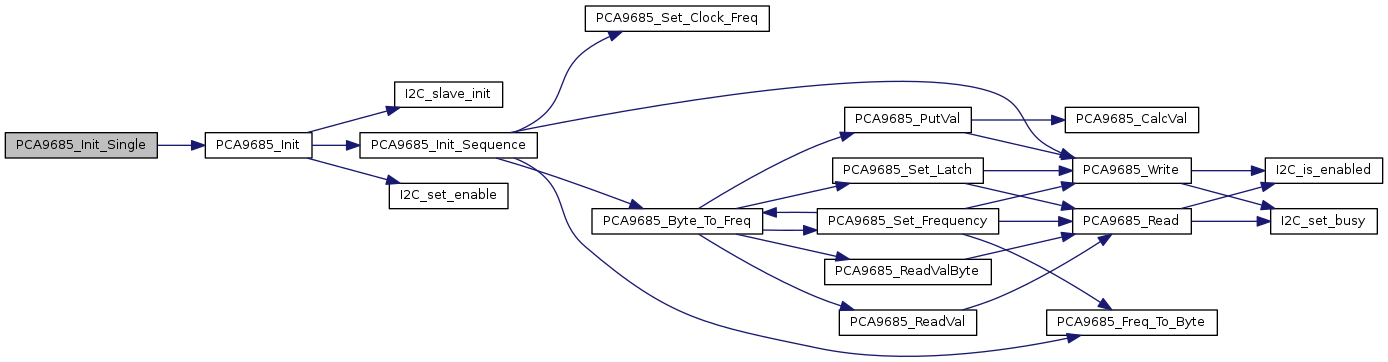 PCA9685_Set_Clock_Freq
I2C_slave_init
PCA9685_PutVal
PCA9685_CalcVal
PCA9685_Init_Single
PCA9685_Init
PCA9685_Init_Sequence
PCA9685_Set_Latch
PCA9685_Write
I2C_is_enabled
I2C_set_enable
PCA9685_Byte_To_Freq
PCA9685_Set_Frequency
PCA9685_Read
I2C_set_busy
PCA9685_ReadValByte
PCA9685_ReadVal
PCA9685_Freq_To_Byte